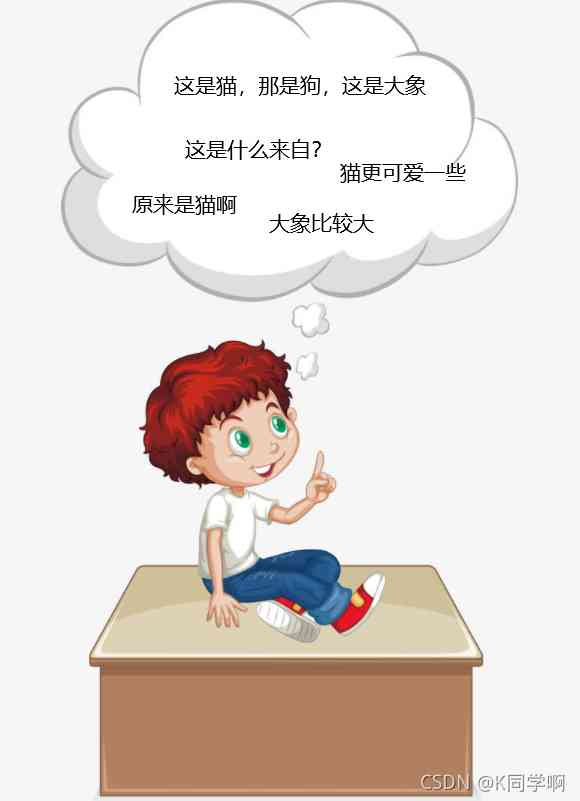 这是猫，那是狗，这是大象
这是什么来自？
猫更可爱一些
原来是猫啊
大象比较大
CSDN @K同学啊